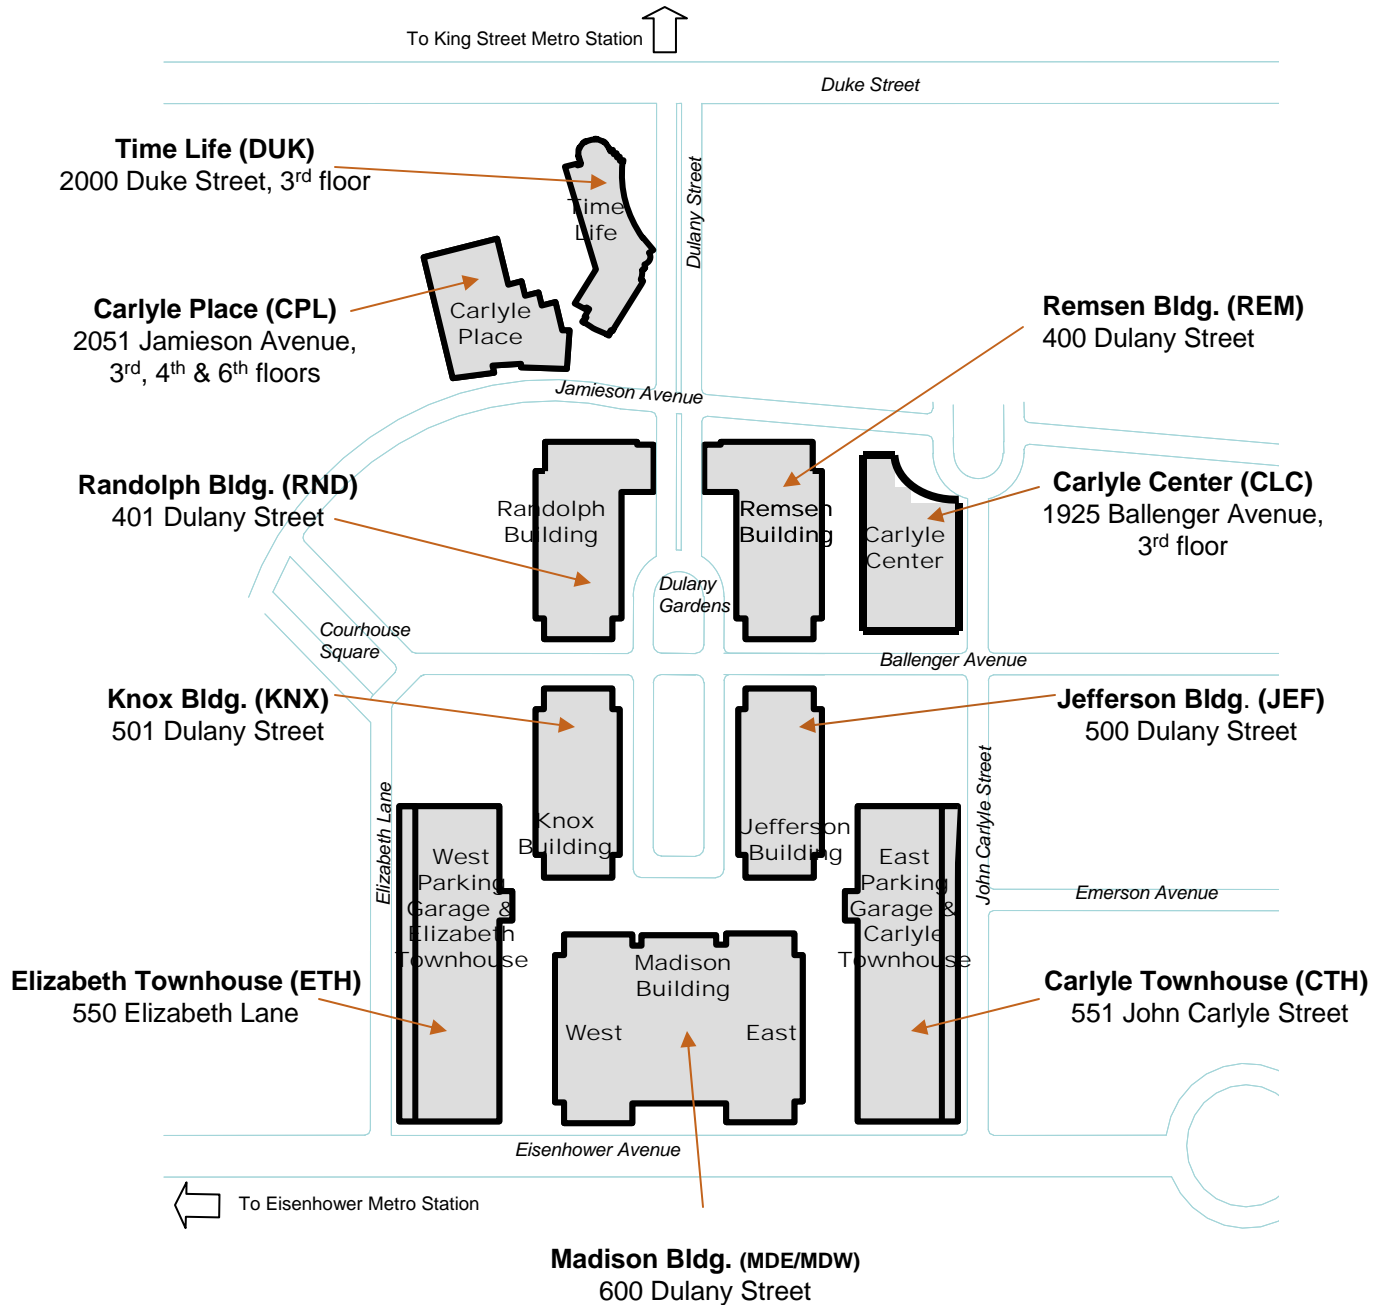 To King Street Metro Station
Duke Street
Time Life (DUK)
2000 Duke Street, 3rd floor
Time
Life
Dulany Street
Carlyle Place (CPL)
2051 Jamieson Avenue,
3rd, 4th & 6th floors
Carlyle
Place
Remsen Bldg. (REM)
400 Dulany Street
Jamieson Avenue
Randolph Bldg. (RND)
401 Dulany Street
Randolph
Building
Remsen
Building
Carlyle
Center
Carlyle Center (CLC)
1925 Ballenger Avenue,
3rd floor
Dulany
Gardens
Courhouse
Square
Ballenger Avenue
Knox Bldg. (KNX)
501 Dulany Street
Jefferson Bldg. (JEF)
500 Dulany Street
Elizabeth Lane
John Carlyle Street
Knox
Building
Jefferson
Building
West
Parking
Garage &
Elizabeth
Townhouse
East
Parking
Garage &
Carlyle
Townhouse
Emerson Avenue
Madison
Building
West
East
Elizabeth Townhouse (ETH)
550 Elizabeth Lane
Carlyle Townhouse (CTH)
551 John Carlyle Street
Eisenhower Avenue
To Eisenhower Metro Station
Madison Bldg. (MDE/MDW)
600 Dulany Street